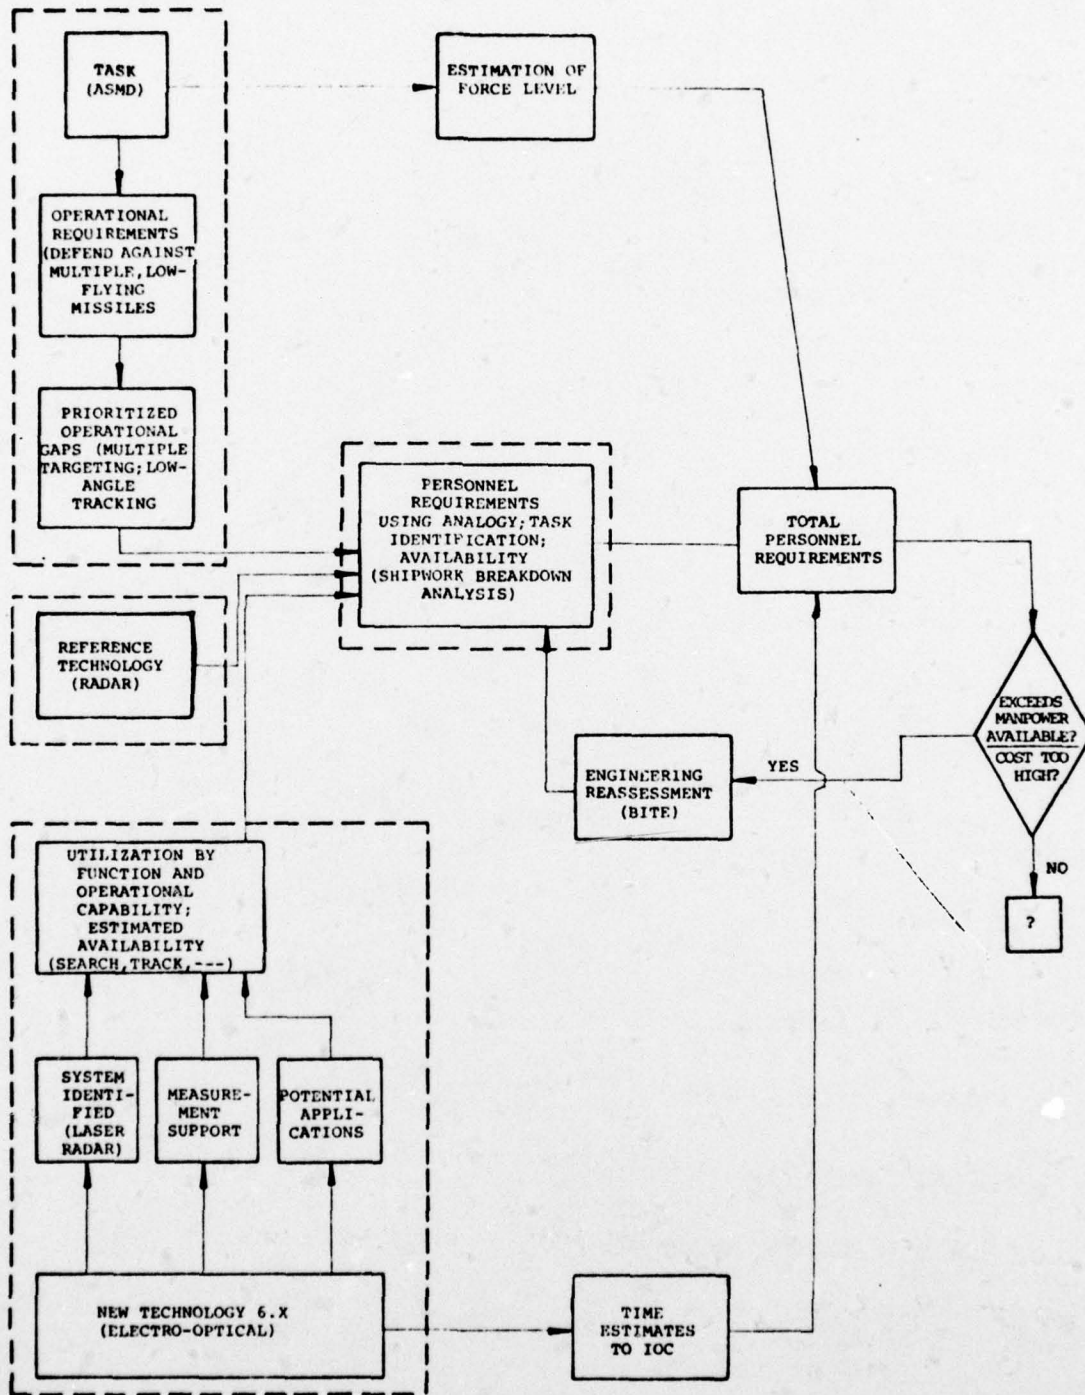 TASK
(ASMD)
ESTIMATION OF
FORCE LEVEL
OPERATIONAL
REQUIREMENTS
(DEFEND AGAINST
MULTIPLE, LOW-
FLYING
MISSILES
PRIORITIZED
OPERATIONAL
GAPS (MULTIPLE
TARGETING; LOW-
ANGLE
TRACKING
PERSONNEL
REQUIREMENTS
USING ANALOGY; TASK
IDENTIFICATION;
AVAILABILITY
(SHIPWORK BREAKDOWN
ANALYSIS)
TOTAL
PERSONNEL
REQUIREMENTS
REFERENCE
TECHNOLOGY
(RADAR)
EXCEEDS
MANPOWER
AVAILABLE?
COST TOO
HIGH?
YES
ENGINEERING
REASSESSMENT
(BITE)
NO
?
UTILIZATION BY
FUNCTION AND
OPERATIONAL
CAPABILITY;
ESTIMATED
AVAILABILITY
(SEARCH, TRACK, ---)
SYSTEM
IDENTI-
FIED
(LASER
RADAR)
MEASURE-
MENT
SUPPORT
POTENTIAL
APPLI-
CATIONS
NEW TECHNOLOGY 6.X
(ELECTRO-OPTICAL)
TIME
ESTIMATES
TO IOC